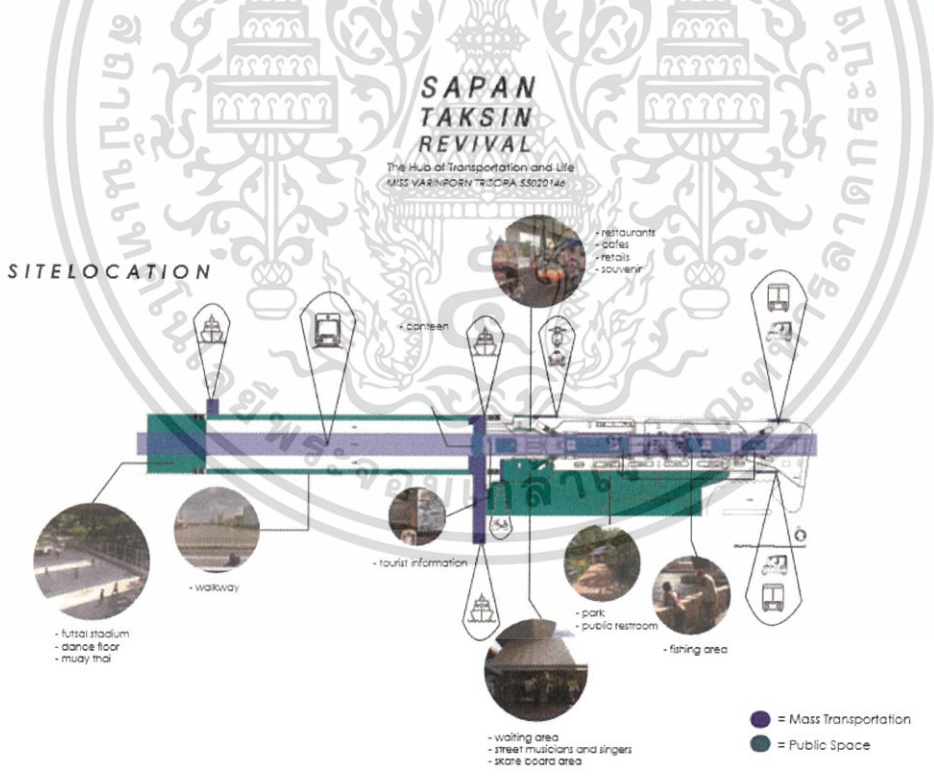 SAPAN
TAKSIN
REVIVAL
The Hub of Transportation and Life
MISS VARINPORN TRISOPA 55020146
SITELOCATION
- restaurants
- cafes
- retails
- souvenir
- canteen
- tourist information
- walkway
- park
- public restroom
- fishing area
- futsal stadium
- dance floor
- muay thai
- waiting area
- street musicians and singers
- skate board area
= Mass Transportation
= Public Space